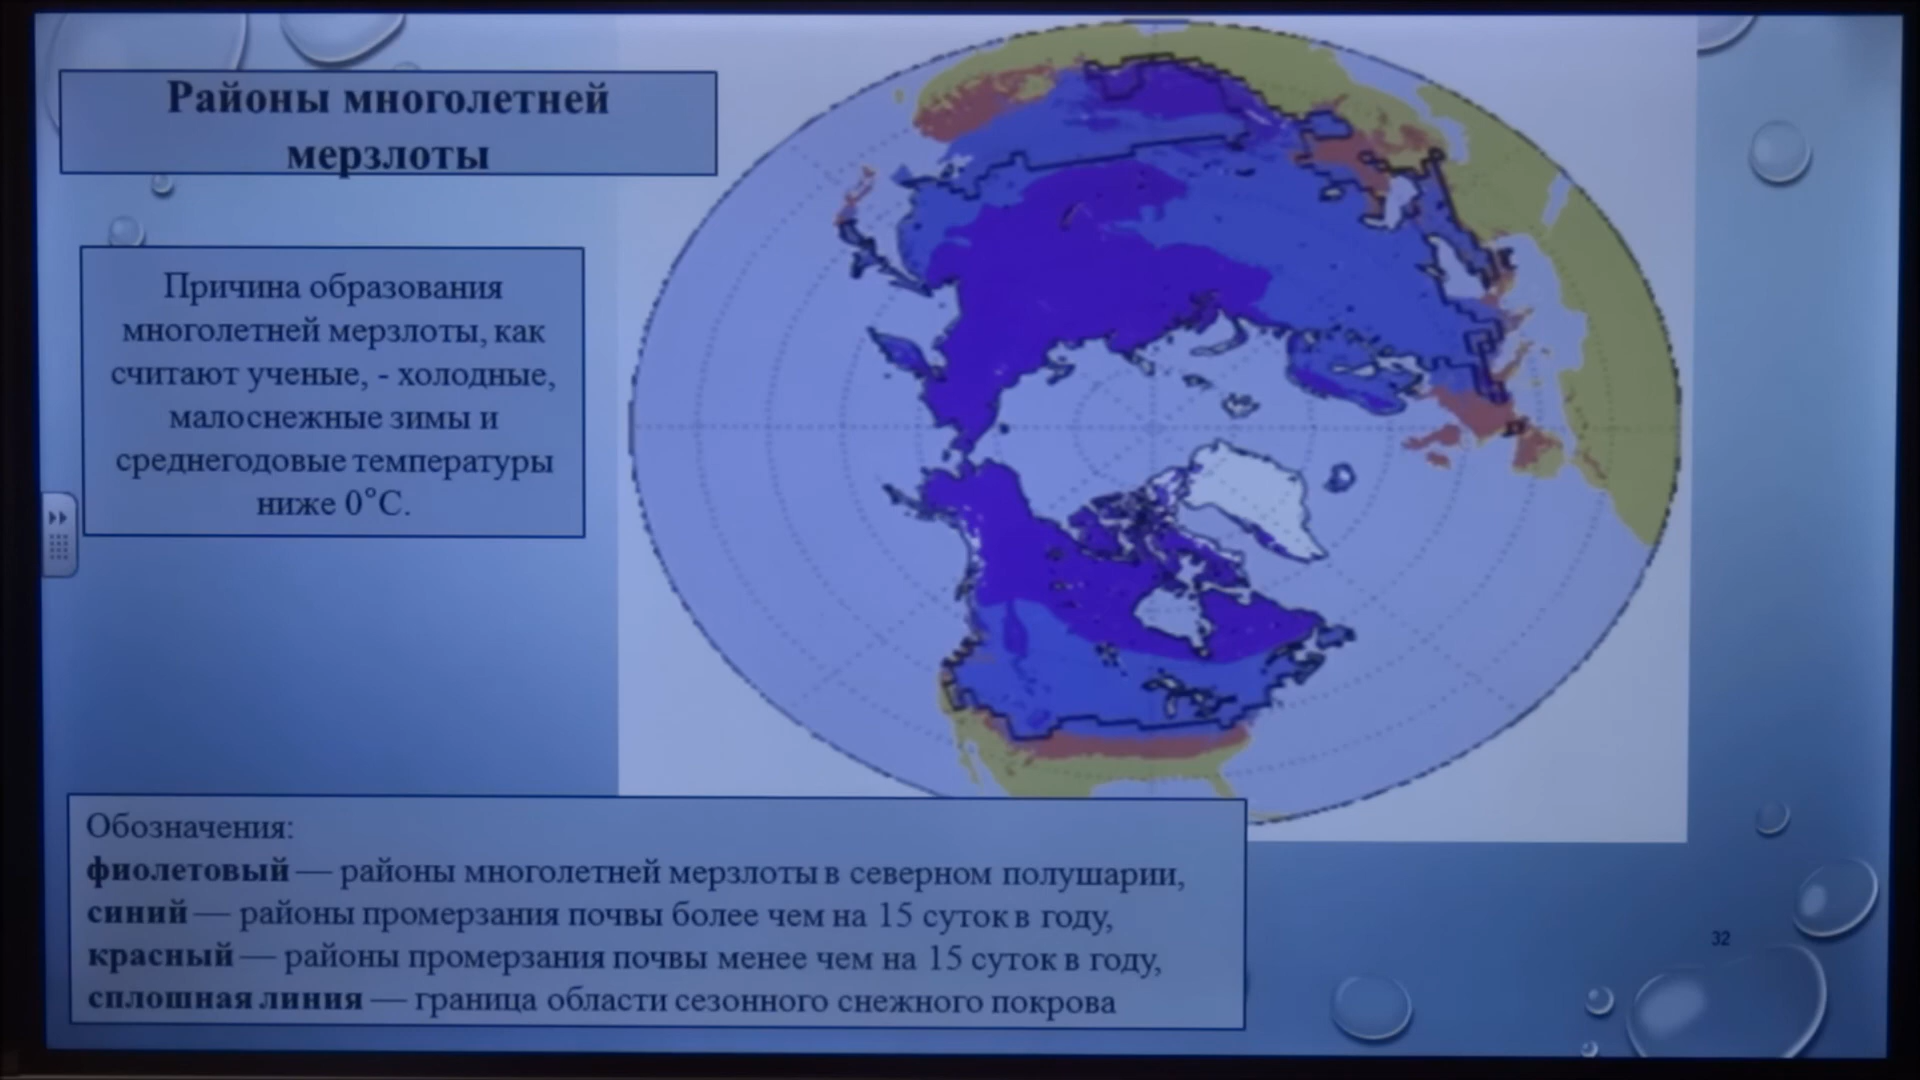 Районы многолетней
мерзлоты
Причина образования
многолетней мерзлоты, как
считают ученые, - холодные,
малоснежные зимы и
среднегодовые температуры
ниже 0°С.
Обозначения:
фиолетовый — районы многолетней мерзлоты в северном полушарии,
синий — районы промерзания почвы более чем на 15 суток в году,
красный — районы промерзания почвы менее чем на 15 суток в году,
сплошная линия — граница области сезонного снежного покрова
32